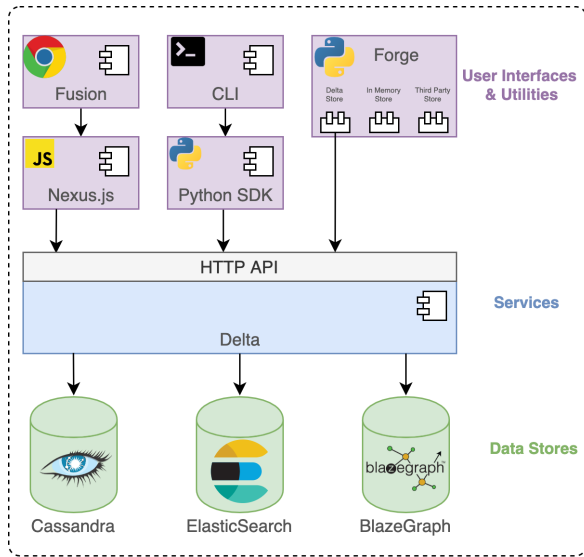 Fusion
CLI
Forge
Delta
Store
In Memory
Store
Third Party
Store
User Interfaces
& Utilities
JS
Nexus.js
Python SDK
HTTP API
Delta
Services
blazegraph
Data Stores
Cassandra
ElasticSearch
BlazeGraph